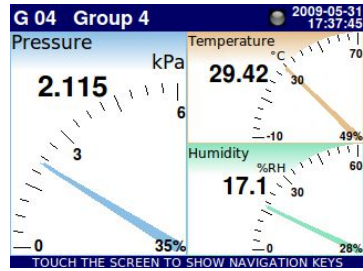 G 04 Group 4
2009-05-31
17:37:45
Pressure
kPa
2.115
6
3
0
35%
Temperature
70
°C
29.42
30
-10
49%
Humidity
60
%RH
17.1
30
0
28%
TOUCH THE SCREEN TO SHOW NAVIGATION KEYS